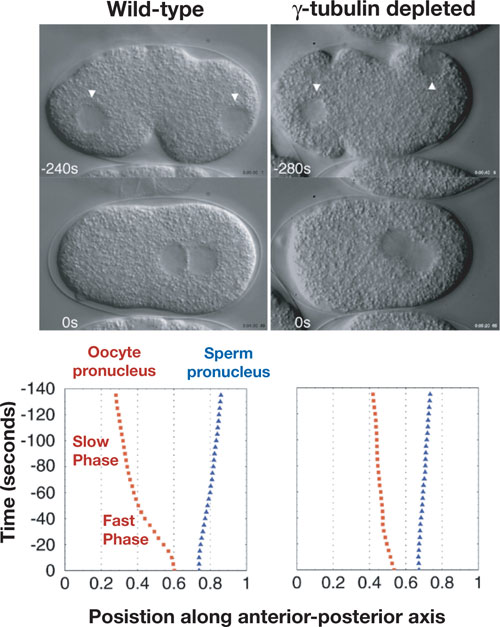 Wild-type
γ-tubulin depleted
-240s
-280s
0s
0s
Oocyte pronucleus
Sperm pronucleus
Time (seconds)
-140
-120
-100
-80
-60
-40
-20
0
Slow Phase
Fast Phase
0 0.2 0.4 0.6 0.8 1
0 0.2 0.4 0.6 0.8 1
Posistion along anterior-posterior axis